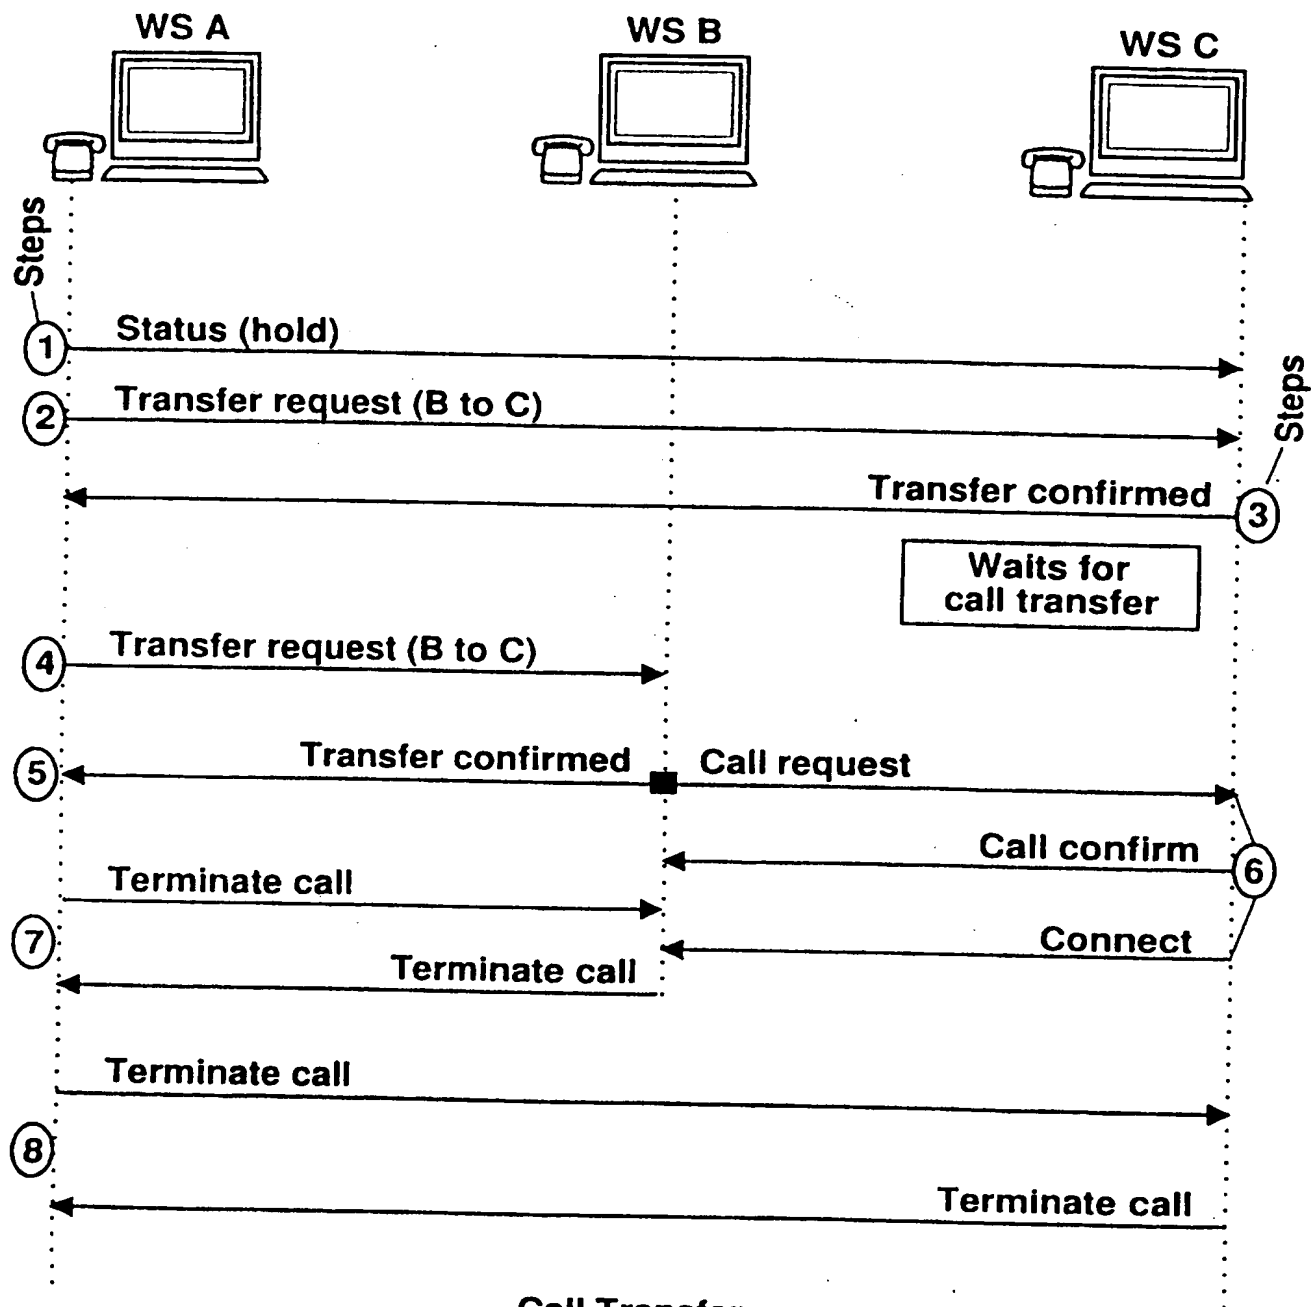 WS A
WS B
WS C
Steps
1
Status (hold)
2
Transfer request (B to C)
Steps
Transfer confirmed
3
Waits for
call transfer
4
Transfer request (B to C)
5
Transfer confirmed
Call request
Call confirm
6
Terminate call
7
Connect
Terminate call
Terminate call
8
Terminate call
Call Transfer